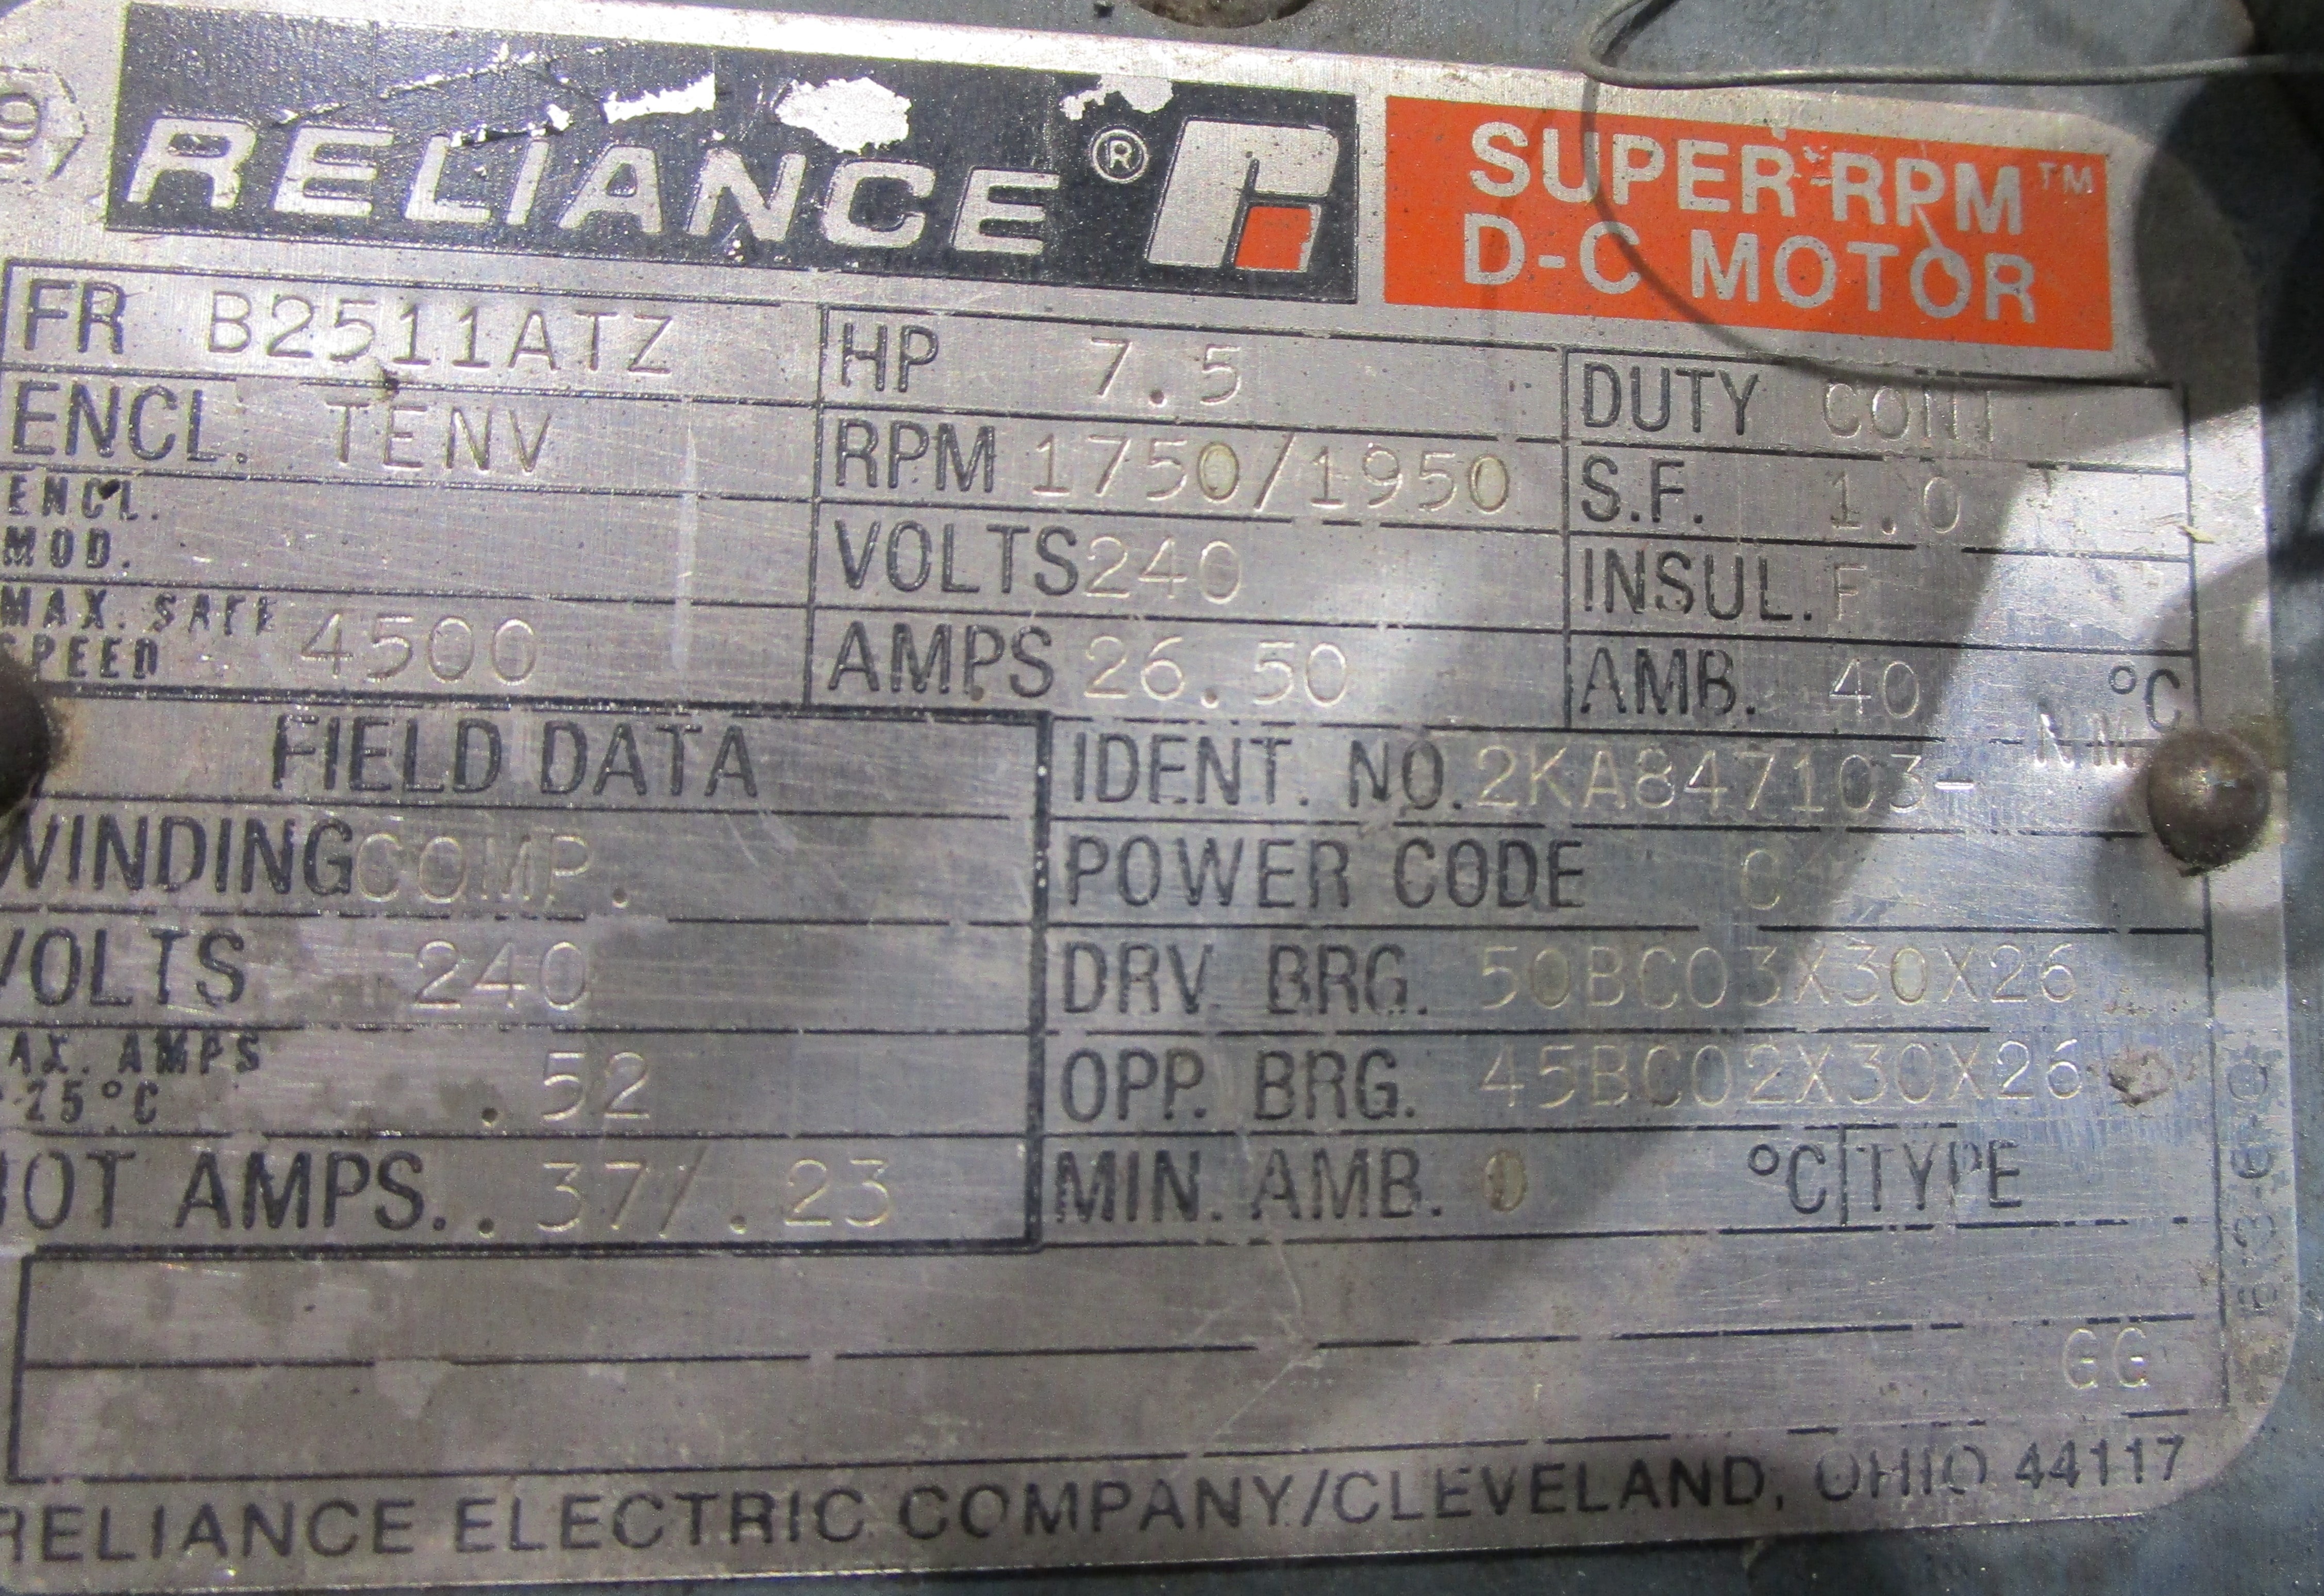 RELIANCE ®
SUPER RPM™
D-C MOTOR
FR B2511ATZ
HP 7.5
DUTY CONT
ENCL. TENV
RPM 1750/1950
S.F. 1.0
ENCL.
MOD.
VOLTS 240
INSUL. F
MAX. SAFE
SPEED 4500
AMPS 26.50
AMB. 40 °C
NM
FIELD DATA
IDENT. NO. 2KA847103-
WINDING COMP.
POWER CODE C
VOLTS 240
DRV. BRG. 50BC03X30X26
MAX. AMPS
25°C .52
OPP. BRG. 45BC02X30X26
HOT AMPS. .37/.23
MIN. AMB. 0 °C TYPE
GG
RELIANCE ELECTRIC COMPANY/CLEVELAND, OHIO 44117